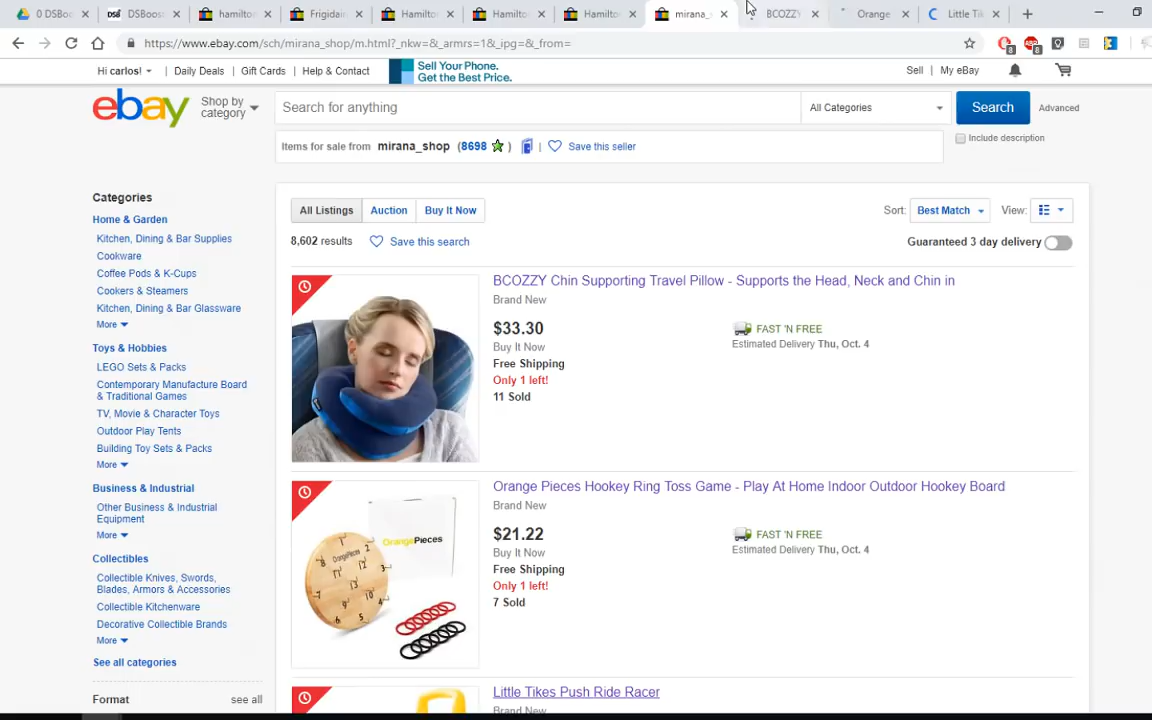 0 DSBoo
DSBoost
hamilton
Frigidair
Hamilton
Hamilton
Hamilton
mirana_s
BCOZZY
Orange
Little Tik
https://www.ebay.com/sch/mirana_shop/m.html?_nkw=&_armrs=1&_ipg=&_from=
8
8
Hi carlos!
Daily Deals
Gift Cards
Help & Contact
Sell Your Phone.
Get the Best Price.
Sell
My eBay
ebay
Shop by
category
Search for anything
All Categories
Search
Advanced
Items for sale from mirana_shop (8698 )
Save this seller
Include description
Categories
Home & Garden
Kitchen, Dining & Bar Supplies
Cookware
Coffee Pods & K-Cups
Cookers & Steamers
Kitchen, Dining & Bar Glassware
More
Toys & Hobbies
LEGO Sets & Packs
Contemporary Manufacture Board
& Traditional Games
TV, Movie & Character Toys
Outdoor Play Tents
Building Toy Sets & Packs
More
Business & Industrial
Other Business & Industrial
Equipment
More
Collectibles
Collectible Knives, Swords,
Blades, Armors & Accessories
Collectible Kitchenware
Decorative Collectible Brands
More
See all categories
Format
see all
All Listings
Auction
Buy It Now
Sort: Best Match
View:
8,602 results
Save this search
Guaranteed 3 day delivery
BCOZZY Chin Supporting Travel Pillow - Supports the Head, Neck and Chin in
Brand New
$33.30
Buy It Now
Free Shipping
Only 1 left!
11 Sold
FAST 'N FREE
Estimated Delivery Thu, Oct. 4
Orange Pieces Hookey Ring Toss Game - Play At Home Indoor Outdoor Hookey Board
Brand New
$21.22
Buy It Now
Free Shipping
Only 1 left!
7 Sold
FAST 'N FREE
Estimated Delivery Thu, Oct. 4
OrangePieces
Little Tikes Push Ride Racer
Brand New